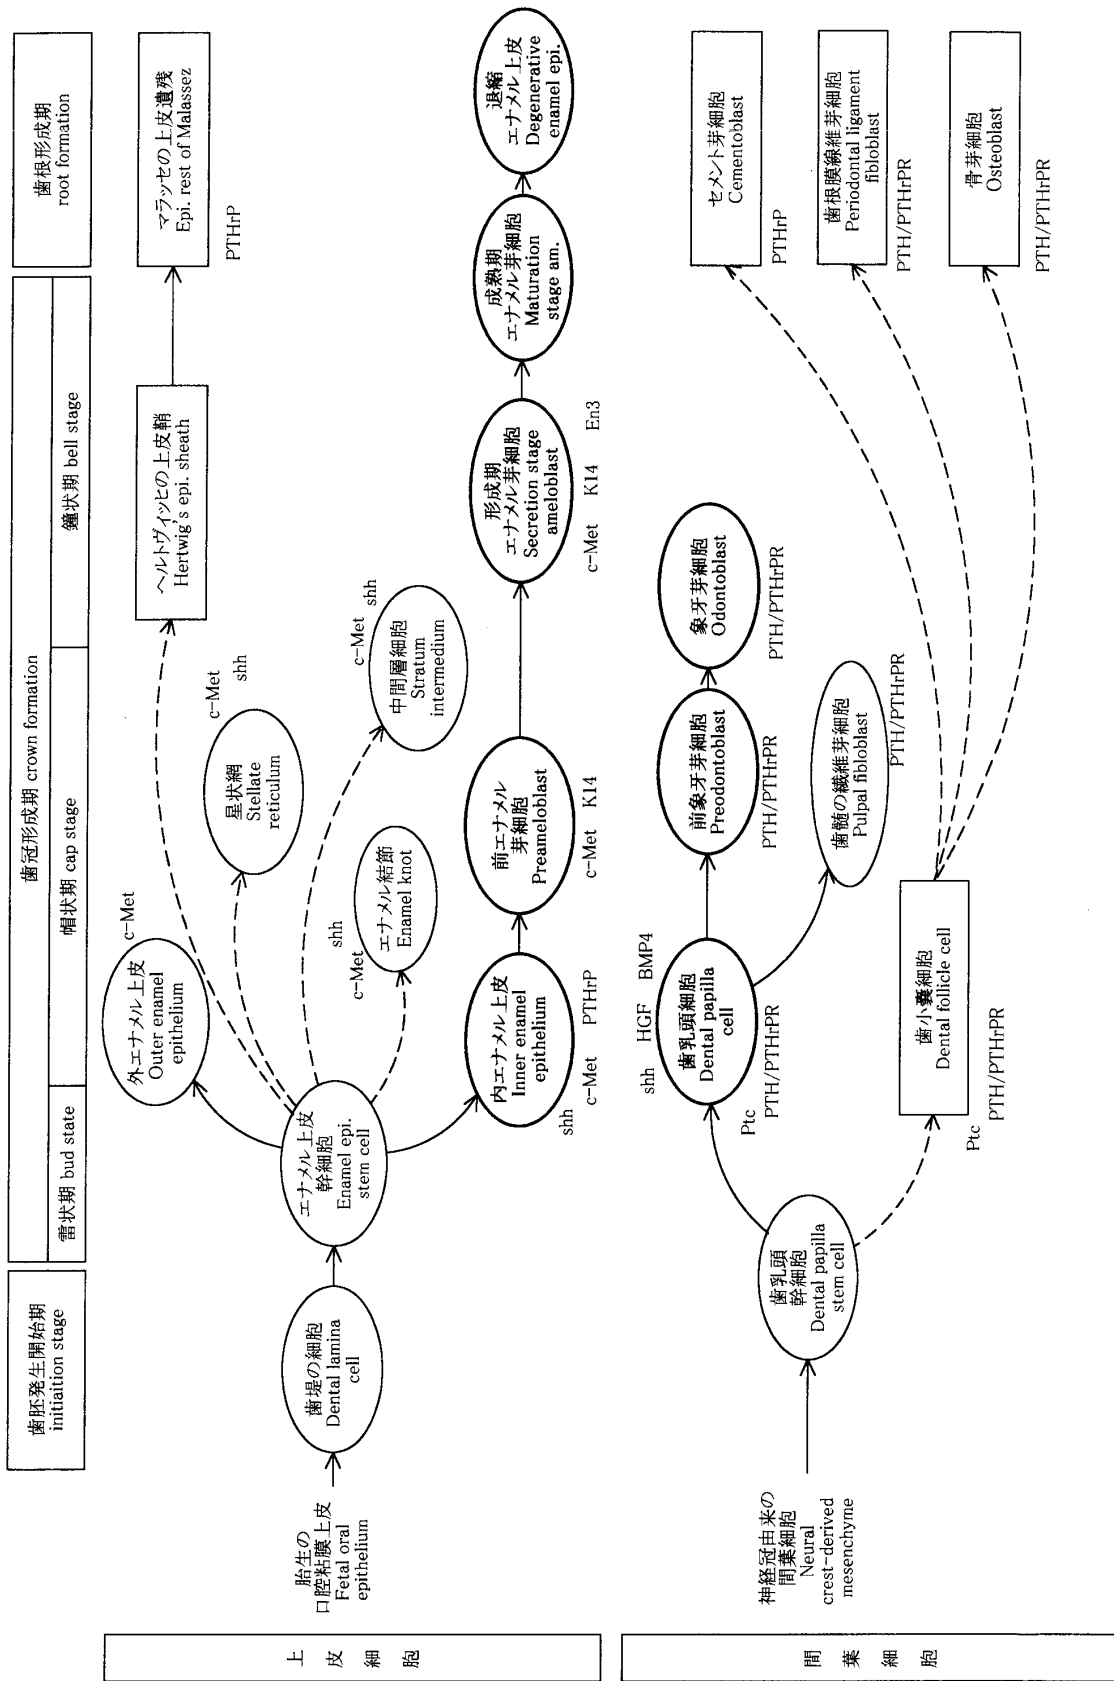 歯胚発生開始期
initiaition stage
歯冠形成期 crown formation
雷状期 bud state
帽状期 cap stage
鐘状期 bell stage
歯根形成期
root formation
上皮細胞
胎生の
口腔粘膜上皮
Fetal oral
epithelium
歯堤の細胞
Dental lamina
cell
エナメル上皮
幹細胞
Enamel epi.
stem cell
外エナメル上皮
Outer enamel
epithelium
c-Met
星状網
Stellate
reticulum
c-Met
shh
ヘルトヴィッヒの上皮鞘
Hertwig's epi. sheath
マラッセの上皮遺残
Epi. rest of Malassez
PTHrP
中間層細胞
Stratum
intermedium
c-Met
shh
エナメル結節
Enamel knot
c-Met
shh
内エナメル上皮
Inner enamel
epithelium
shh
c-Met PTHrP
前エナメル
芽細胞
Preameloblast
c-Met K14
形成期
エナメル芽細胞
Secretion stage
ameloblast
c-Met K14 En3
成熟期
エナメル芽細胞
Maturation
stage am.
退縮
エナメル上皮
Degenerative
enamel epi.
間葉細胞
神経冠由来の
間葉細胞
Neural
crest-derived
mesenchyme
歯乳頭
幹細胞
Dental papilla
stem cell
shh HGF BMP4
歯乳頭細胞
Dental papilla
cell
Ptc
PTH/PTHrPR
前象牙芽細胞
Preodontoblast
PTH/PTHrPR
象牙芽細胞
Odontoblast
PTH/PTHrPR
歯髄の繊維芽細胞
Pulpal fibloblast
PTH/PTHrPR
歯小嚢細胞
Dental follicle cell
Ptc
PTH/PTHrPR
セメント芽細胞
Cementoblast
PTHrP
歯根膜線維芽細胞
Periodontal ligament
fibloblast
PTH/PTHrPR
骨芽細胞
Osteoblast
PTH/PTHrPR